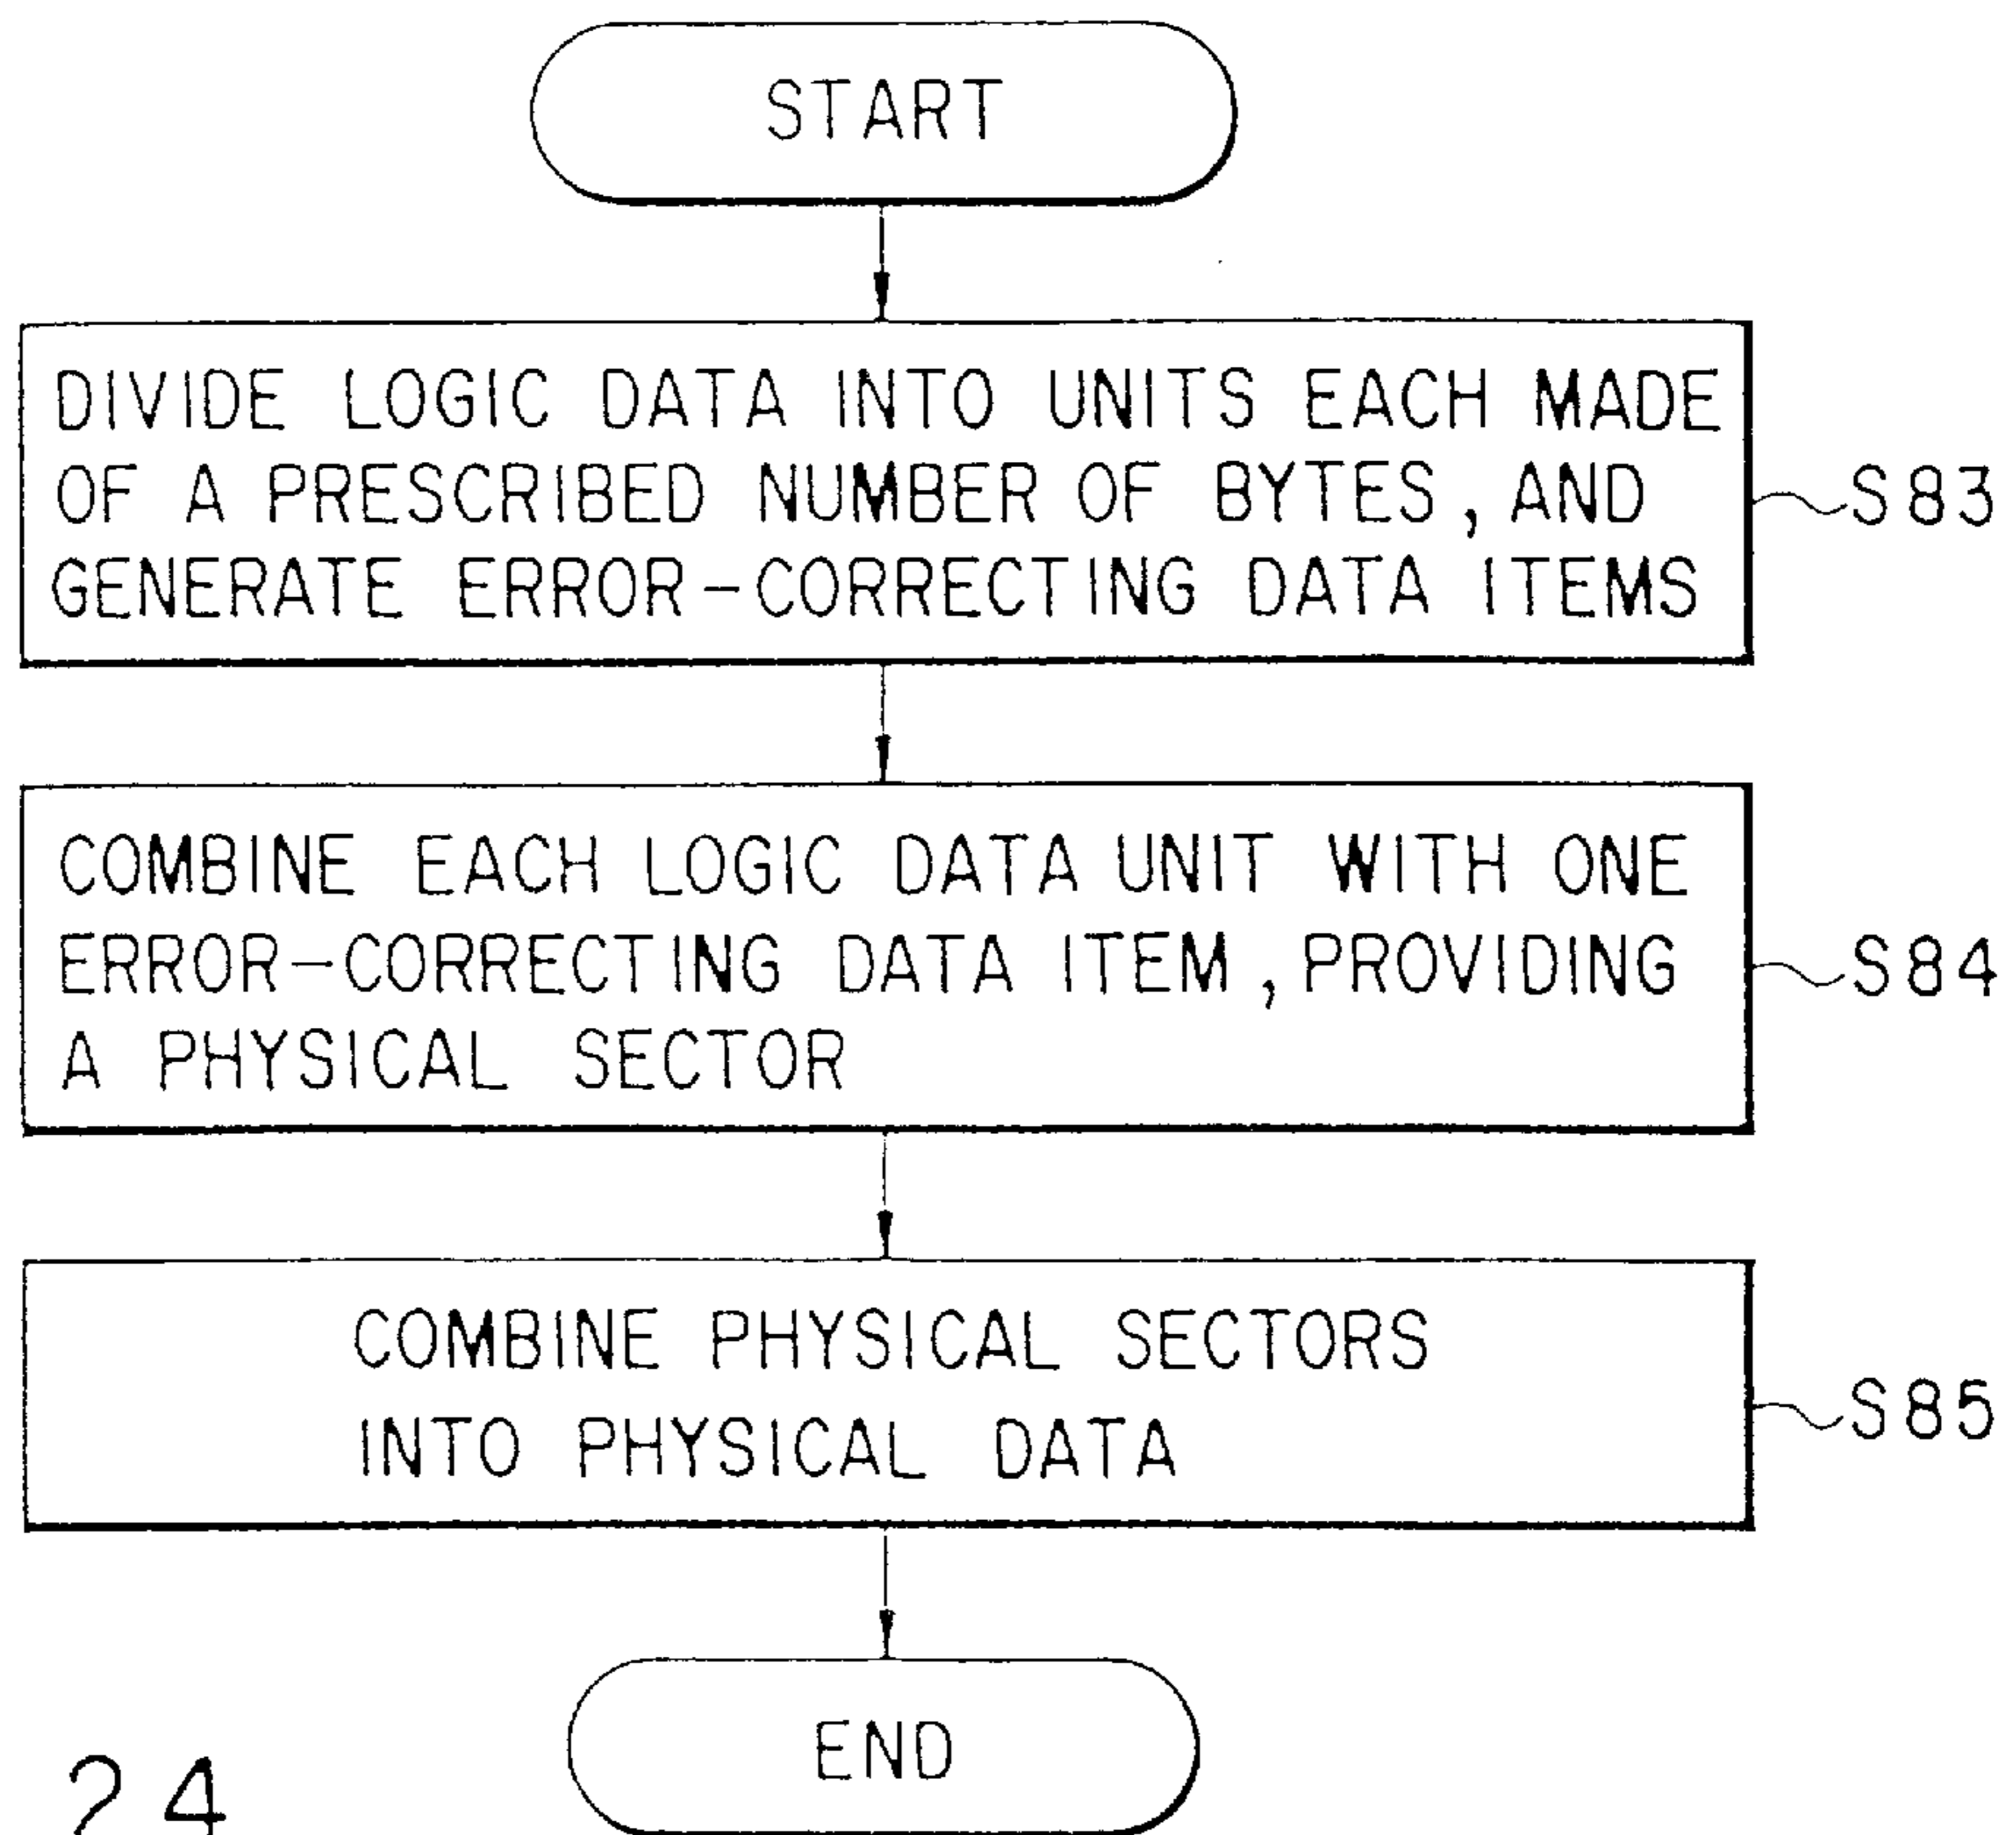 START
DIVIDE LOGIC DATA INTO UNITS EACH MADE
OF A PRESCRIBED NUMBER OF BYTES, AND
GENERATE ERROR-CORRECTING DATA ITEMS
S83
COMBINE EACH LOGIC DATA UNIT WITH ONE
ERROR-CORRECTING DATA ITEM, PROVIDING
A PHYSICAL SECTOR
S84
COMBINE PHYSICAL SECTORS
INTO PHYSICAL DATA
S85
END
24